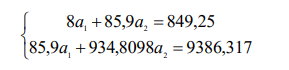 8a₁ + 85,9a₂ = 849,25
85,9a₁ + 934,8098a₂ = 9386,317